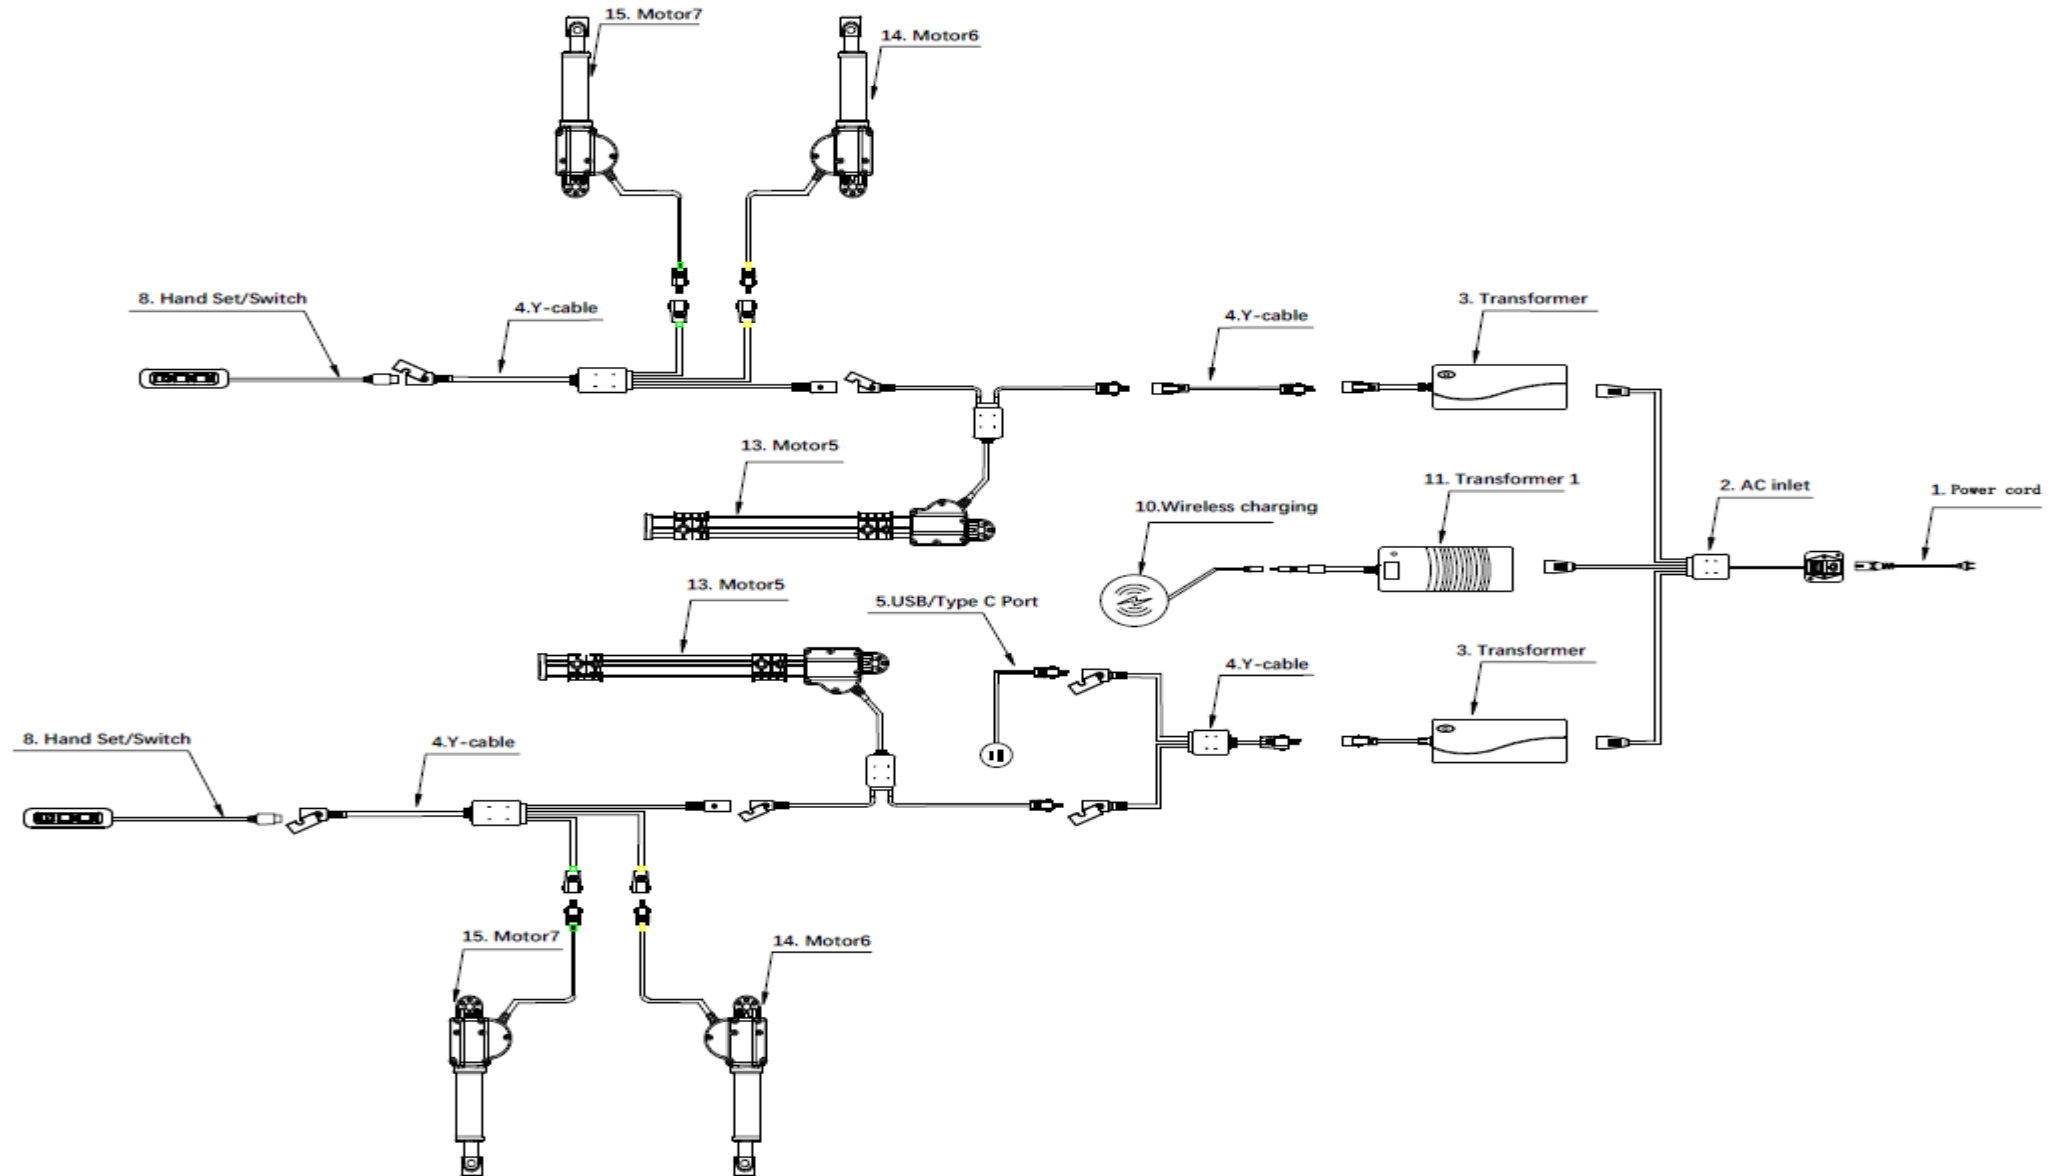 15. Motor7
14. Motor6
8. Hand Set/Switch
4.Y-cable
4.Y-cable
3. Transformer
13. Motor5
11. Transformer 1
2. AC inlet
1. Power cord
10.Wireless charging
13. Motor5
5.USB/Type C Port
4.Y-cable
3. Transformer
8. Hand Set/Switch
4.Y-cable
15. Motor7
14. Motor6